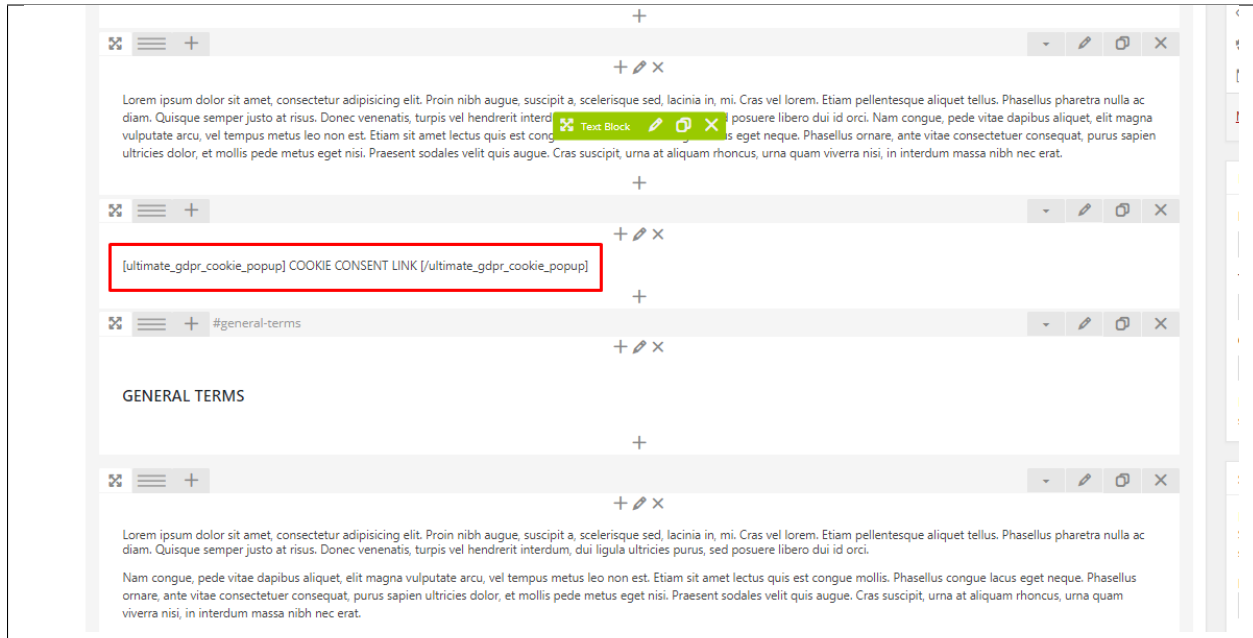 Lorem ipsum dolor sit amet, consectetur adipisicing elit. Proin nibh augue, suscipit a, scelerisque sed, lacinia in, mi. Cras vel lorem. Etiam pellentesque aliquet tellus. Phasellus pharetra nulla ac
diam. Quisque semper justo at risus. Donec venenatis, turpis vel hendrerit interd posuere libero dui id orci. Nam congue, pede vitae dapibus aliquet, elit magna
Text Block
vulputate arcu, vel tempus metus leo non est. Etiam sit amet lectus quis est cong s eget neque. Phasellus ornare, ante vitae consectetuer consequat, purus sapien
ultricies dolor, et mollis pede metus eget nisi. Praesent sodales velit quis augue. Cras suscipit, urna at aliquam rhoncus, urna quam viverra nisi, in interdum massa nibh nec erat.
[ultimate_gdpr_cookie_popup] COOKIE CONSENT LINK [/ultimate_gdpr_cookie_popup]
#general-terms
GENERAL TERMS
Lorem ipsum dolor sit amet, consectetur adipisicing elit. Proin nibh augue, suscipit a, scelerisque sed, lacinia in, mi. Cras vel lorem. Etiam pellentesque aliquet tellus. Phasellus pharetra nulla ac
diam. Quisque semper justo at risus. Donec venenatis, turpis vel hendrerit interdum, dui ligula ultricies purus, sed posuere libero dui id orci.
Nam congue, pede vitae dapibus aliquet, elit magna vulputate arcu, vel tempus metus leo non est. Etiam sit amet lectus quis est congue mollis. Phasellus congue lacus eget neque. Phasellus
ornare, ante vitae consectetuer consequat, purus sapien ultricies dolor, et mollis pede metus eget nisi. Praesent sodales velit quis augue. Cras suscipit, urna at aliquam rhoncus, urna quam
viverra nisi, in interdum massa nibh nec erat.